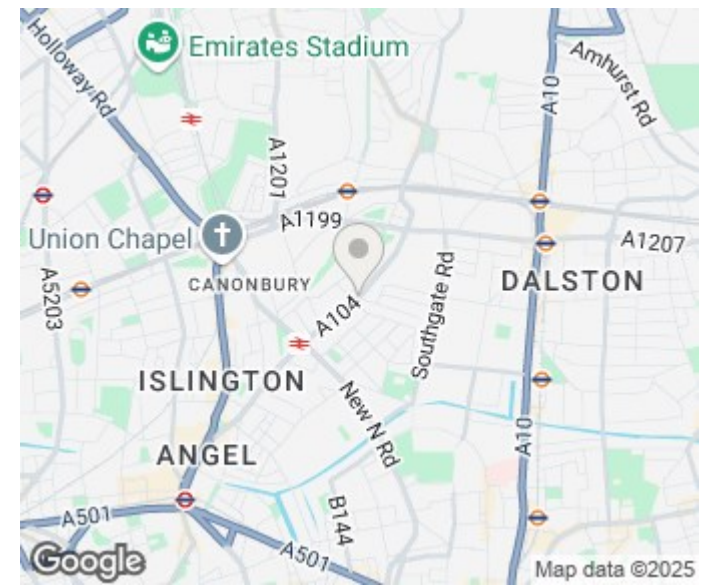 Holloway Rd
Emirates Stadium
Amhurst Rd
A10
A1201
A1199
Union Chapel
A1207
CANONBURY
DALSTON
A5203
A104
Southgate Rd
ISLINGTON
New N Rd
ANGEL
A10
A501
B144
A501
Google
Map data ©2025